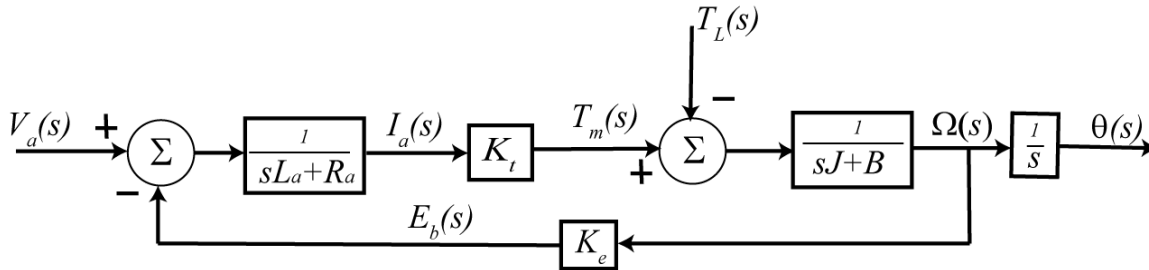 T_L(s)
−
V_a(s)
+
Σ
−
1
sL_a+R_a
I_a(s)
K_t
T_m(s)
+
Σ
1
sJ+B
Ω(s)
1
s
θ(s)
E_b(s)
K_e